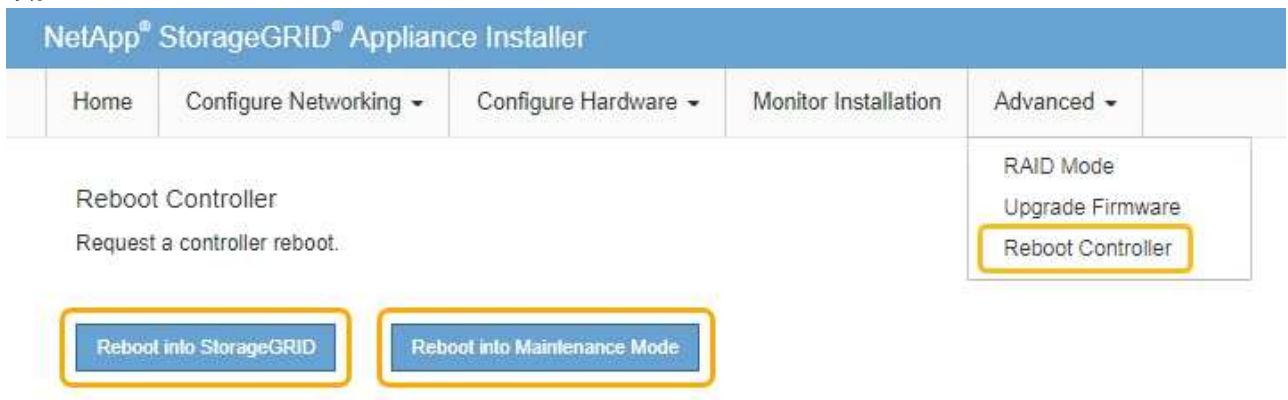 NetApp® StorageGRID® Appliance Installer
Home Configure Networking Configure Hardware Monitor Installation Advanced
RAID Mode
Upgrade Firmware
Reboot Controller
Reboot Controller
Request a controller reboot.
Reboot into StorageGRID Reboot into Maintenance Mode